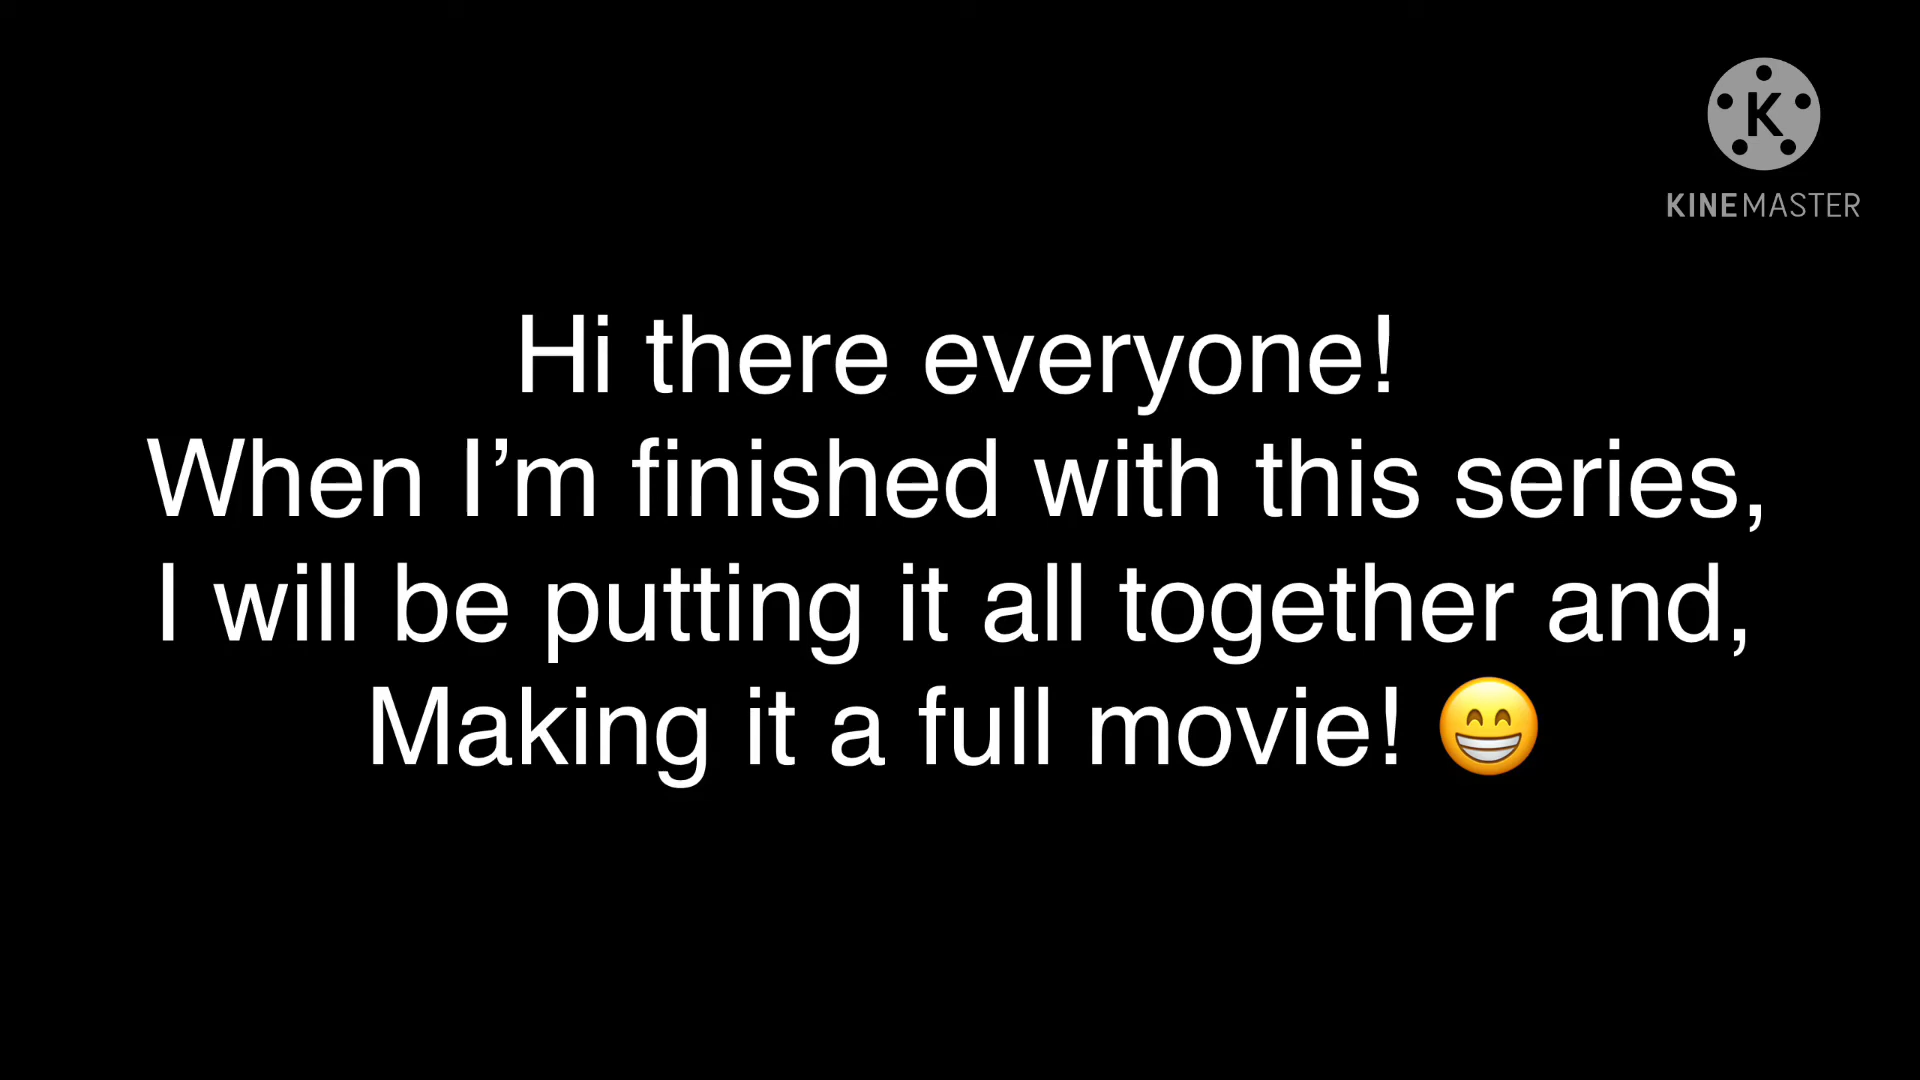 K
KINEMASTER
Hi there everyone!
When I’m finished with this series,
I will be putting it all together and,
Making it a full movie! 😁